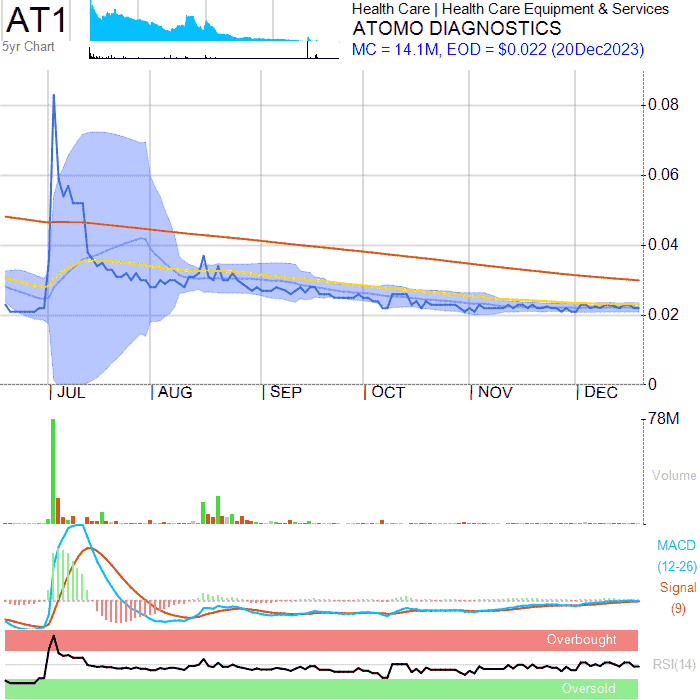 AT1
5yr Chart
Health Care | Health Care Equipment & Services
ATOMO DIAGNOSTICS
MC = 14.1M, EOD = $0.022 (20Dec2023)
0.08
0.06
0.04
0.02
0
JUL AUG SEP OCT NOV DEC
78M
Volume
MACD
(12-26)
Signal
(9)
Overbought
RSI(14)
Oversold